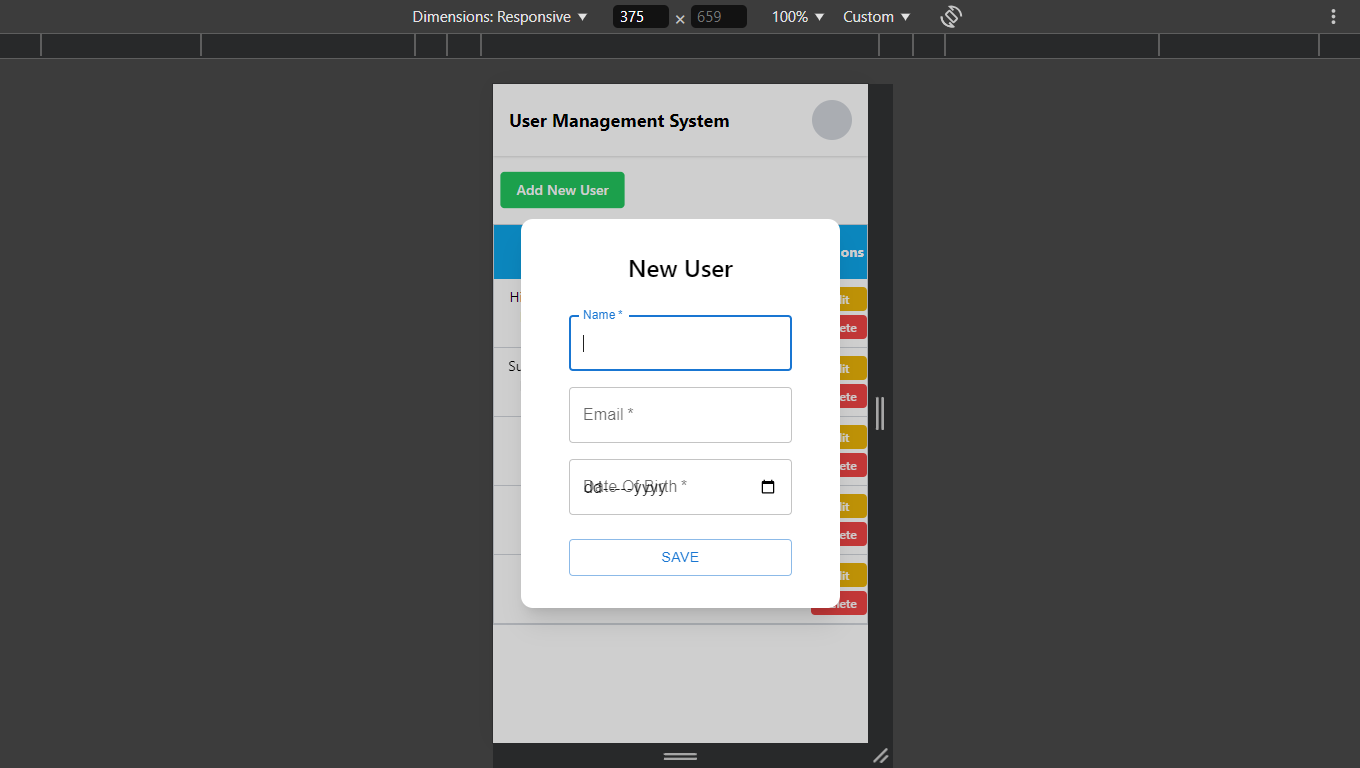 Dimensions: Responsive ▼ 375 × 659 100% ▼ Custom ▼
User Management System
Add New User
ons
New User
Hi
lit
Name *
ete
Su
lit
ete
Email *
lit
ete
Date Of Birth *
dd-----yyyy
lit
ete
SAVE
lit
lete